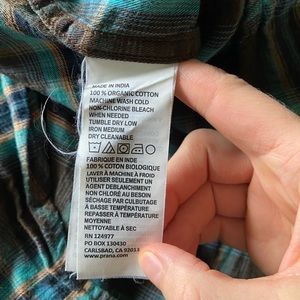 MADE IN INDIA
100% ORGANIC COTTON
MACHINE WASH COLD
NON-CHLORINE BLEACH
WHEN NEEDED
TUMBLE DRY LOW
IRON MEDIUM
DRY CLEANABLE
FABRIQUE EN INDE
100% COTON BIOLOGIQUE
LAVER À MACHINE À FROID
UTILISER SEULEMENT UN
AGENT DEBLANCHIMENT
NON CHLORÉ AU BESOIN
SÉCHAGE PAR CULBUTAGE
À BASSE TEMPÉRATURE
REPASSER À TEMPÉRATURE
MOYENNE
NETTOYABLE À SEC
RN 124977
PO BOX 130430
CARLSBAD, CA 92013
www.prana.com